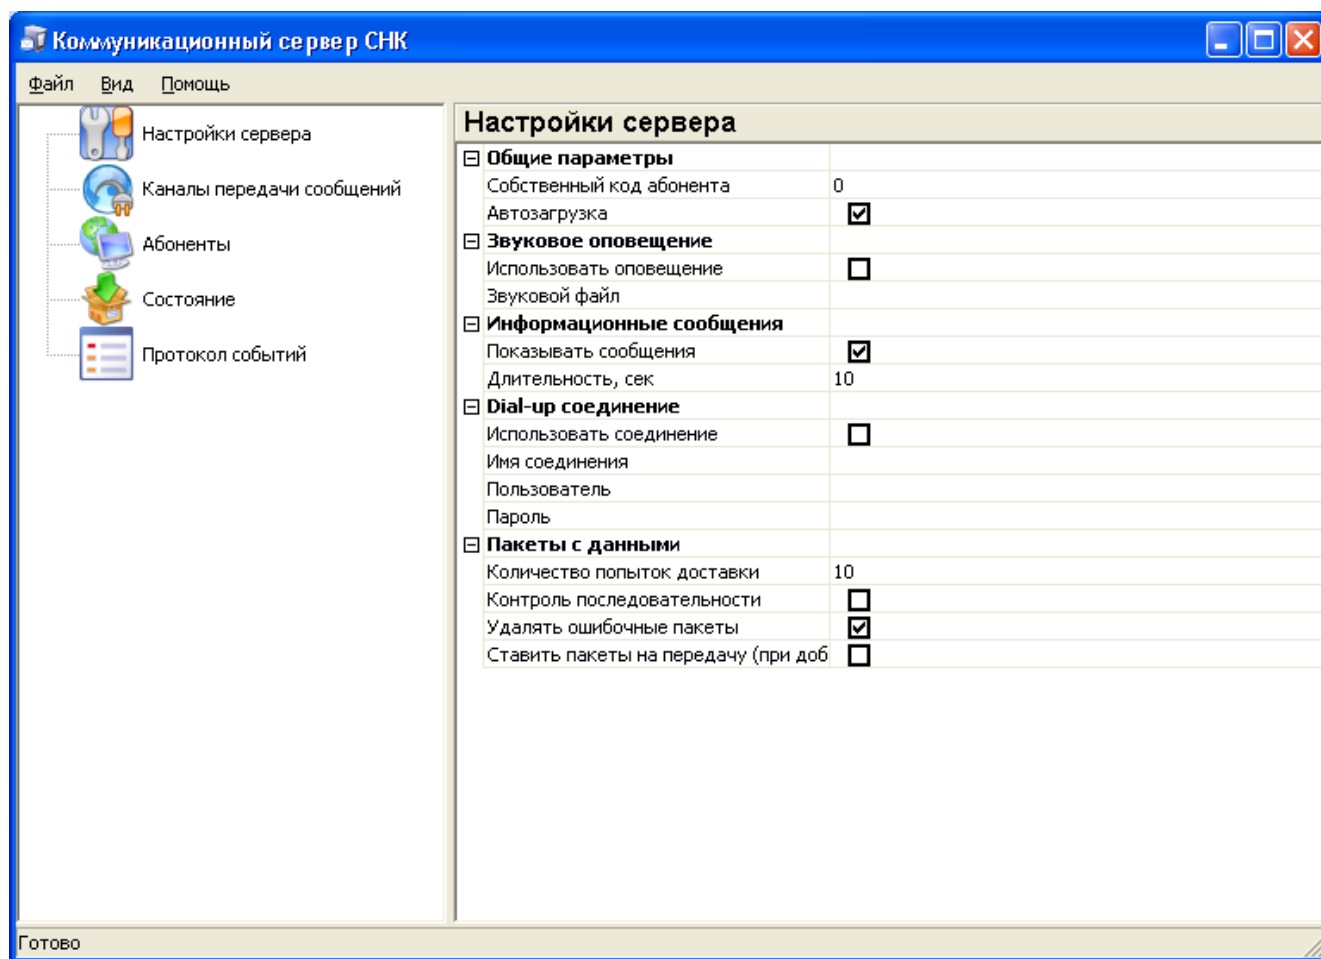 Коммуникационный сервер СНК
Файл Вид Помощь
Настройки сервера
Каналы передачи сообщений
Абоненты
Состояние
Протокол событий
Настройки сервера
Общие параметры
Собственный код абонента 0
Автозагрузка
Звуковое оповещение
Использовать оповещение
Звуковой файл
Информационные сообщения
Показывать сообщения
Длительность, сек 10
Dial-up соединение
Использовать соединение
Имя соединения
Пользователь
Пароль
Пакеты с данными
Количество попыток доставки 10
Контроль последовательности
Удалять ошибочные пакеты
Ставить пакеты на передачу (при доб
Готово